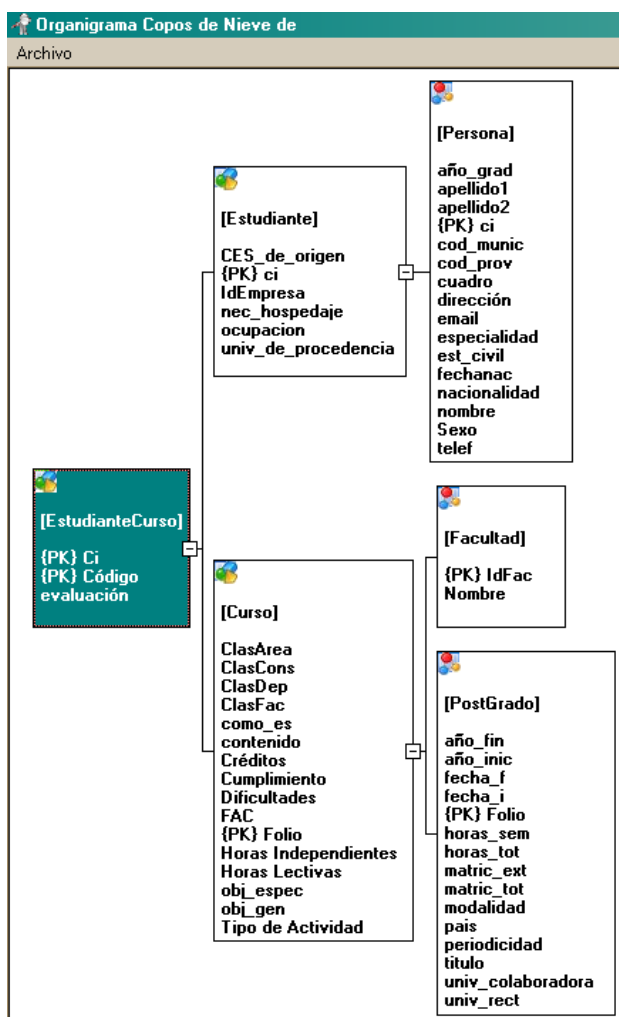 Organigrama Copos de Nieve de
Archivo
[Persona]
año_grad
apellido1
apellido2
{PK} ci
cod_munic
cod_prov
cuadro
dirección
email
especialidad
est_civil
fechanac
nacionalidad
nombre
Sexo
telef
[Estudiante]
CES_de_origen
{PK} ci
IdEmpresa
nec_hospedaje
ocupacion
univ_de_procedencia
[EstudianteCurso]
{PK} Ci
{PK} Código
evaluación
[Curso]
ClasArea
ClasCons
ClasDep
ClasFac
como_es
contenido
Créditos
Cumplimiento
Dificultades
FAC
{PK} Folio
Horas Independientes
Horas Lectivas
obj_espec
obj_gen
Tipo de Actividad
[Facultad]
{PK} IdFac
Nombre
[PostGrado]
año_fin
año_inic
fecha_f
fecha_i
{PK} Folio
horas_sem
horas_tot
matric_ext
matric_tot
modalidad
pais
periodicidad
titulo
univ_colaboradora
univ_rect